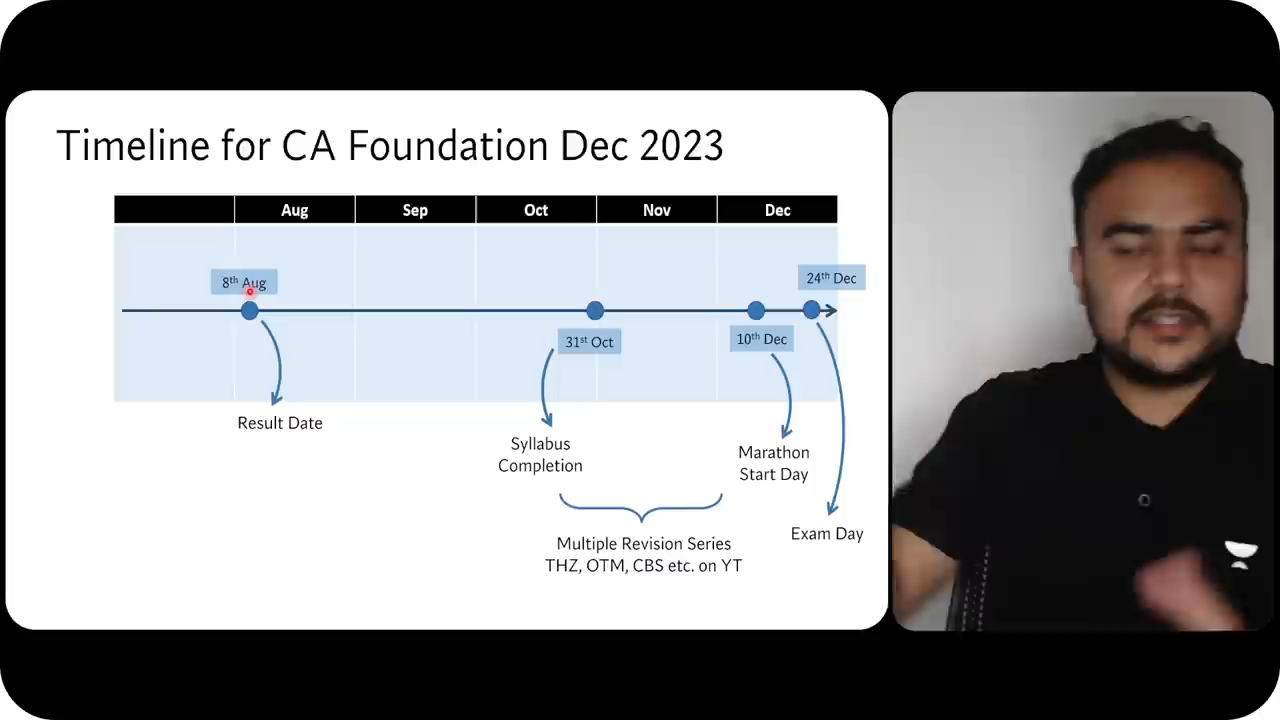 Timeline for CA Foundation Dec 2023
Aug Sep Oct Nov Dec
8th Aug
24th Dec
31st Oct
10th Dec
Result Date
Syllabus
Completion
Marathon
Start Day
Exam Day
Multiple Revision Series
THZ, OTM, CBS etc. on YT